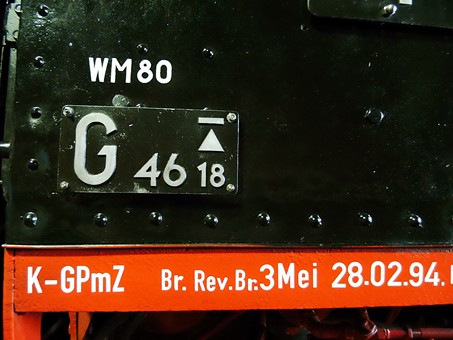 WM80
G 46 18
K-GPmZ Br. Rev.Br.3Mei 28.02.94.